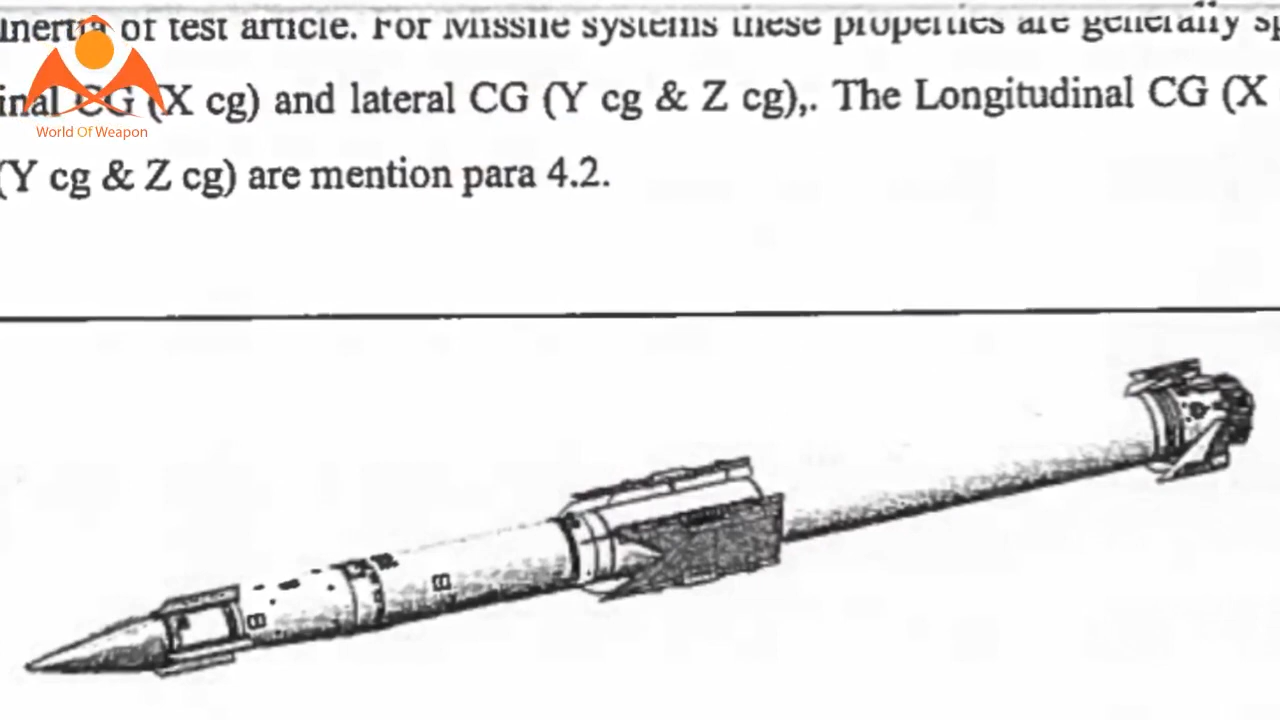 inertia of test article. For Missile systems these properties are generally sp
inal CG (X cg) and lateral CG (Y cg & Z cg),. The Longitudinal CG (X
World Of Weapon
(Y cg & Z cg) are mention para 4.2.